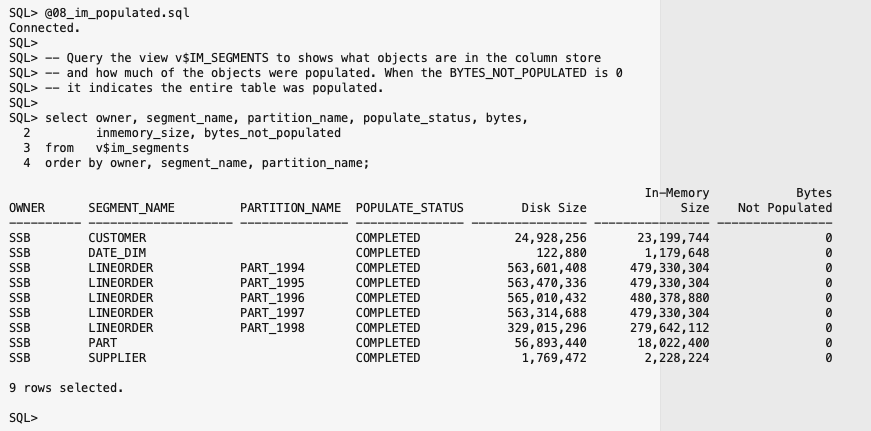 SQL> @08_im_populated.sql
Connected.
SQL>
SQL> -- Query the view v$IM_SEGMENTS to shows what objects are in the column store
SQL> -- and how much of the objects were populated. When the BYTES_NOT_POPULATED is 0
SQL> -- it indicates the entire table was populated.
SQL>
SQL> select owner, segment_name, partition_name, populate_status, bytes,
  2         inmemory_size, bytes_not_populated
  3  from   v$im_segments
  4  order by owner, segment_name, partition_name;
                                                                                        In-Memory            Bytes
OWNER      SEGMENT_NAME         PARTITION_NAME  POPULATE_STATUS        Disk Size             Size    Not Populated
---------- -------------------- --------------- --------------- ---------------- ---------------- ----------------
SSB        CUSTOMER                             COMPLETED             24,928,256       23,199,744                0
SSB        DATE_DIM                             COMPLETED                122,880        1,179,648                0
SSB        LINEORDER            PART_1994       COMPLETED            563,601,408      479,330,304                0
SSB        LINEORDER            PART_1995       COMPLETED            563,470,336      479,330,304                0
SSB        LINEORDER            PART_1996       COMPLETED            565,010,432      480,378,880                0
SSB        LINEORDER            PART_1997       COMPLETED            563,314,688      479,330,304                0
SSB        LINEORDER            PART_1998       COMPLETED            329,015,296      279,642,112                0
SSB        PART                                 COMPLETED             56,893,440       18,022,400                0
SSB        SUPPLIER                             COMPLETED              1,769,472        2,228,224                0
9 rows selected.
SQL>